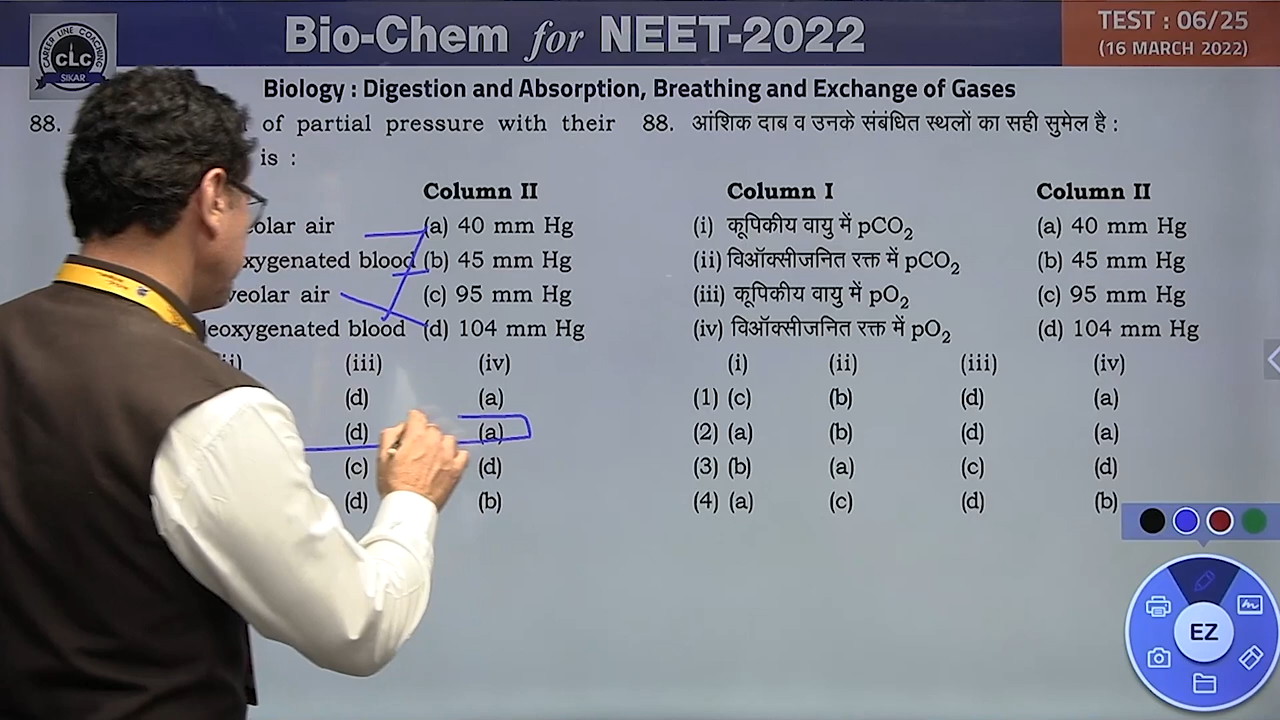 CAREER LINE COACHING
CLC
SIKAR
Bio-Chem for NEET-2022
TEST : 06/25
(16 MARCH 2022)
Biology : Digestion and Absorption, Breathing and Exchange of Gases
88. of partial pressure with their
is :
Column II
eolar air (a) 40 mm Hg
xygenated blood (b) 45 mm Hg
veolar air (c) 95 mm Hg
leoxygenated blood (d) 104 mm Hg
(iii) (iv)
(d) (a)
(d) (a)
(c) (d)
(d) (b)
88. आंशिक दाब व उनके संबंधित स्थलों का सही सुमेल है :
Column I Column II
(i) कूपिकीय वायु में pCO₂ (a) 40 mm Hg
(ii) विऑक्सीजनित रक्त में pCO₂ (b) 45 mm Hg
(iii) कूपिकीय वायु में pO₂ (c) 95 mm Hg
(iv) विऑक्सीजनित रक्त में pO₂ (d) 104 mm Hg
(i) (ii) (iii) (iv)
(1) (c) (b) (d) (a)
(2) (a) (b) (d) (a)
(3) (b) (a) (c) (d)
(4) (a) (c) (d) (b)
EZ